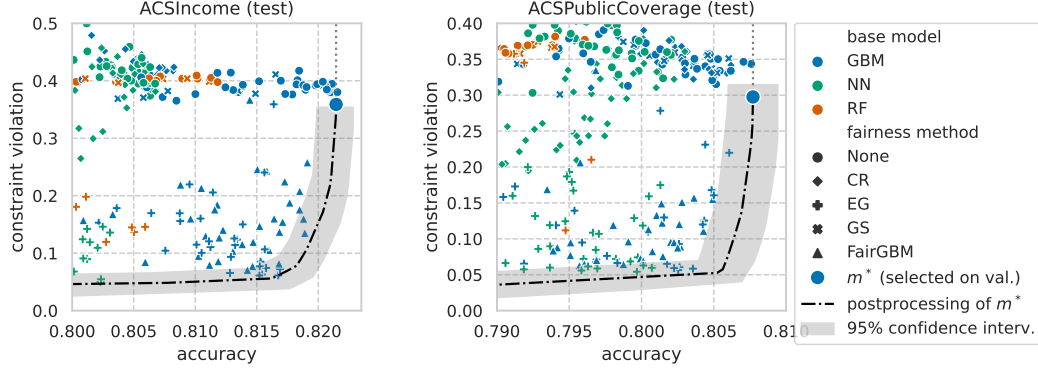 ACSIncome (test)
constraint violation
0.5
0.4
0.3
0.2
0.1
0.0
0.800 0.805 0.810 0.815 0.820
accuracy
ACSPublicCoverage (test)
constraint violation
0.40
0.35
0.30
0.25
0.20
0.15
0.10
0.05
0.00
0.790 0.795 0.800 0.805 0.810
accuracy
base model
GBM
NN
RF
fairness method
None
CR
EG
GS
FairGBM
m* (selected on val.)
postprocessing of m*
95% confidence interv.